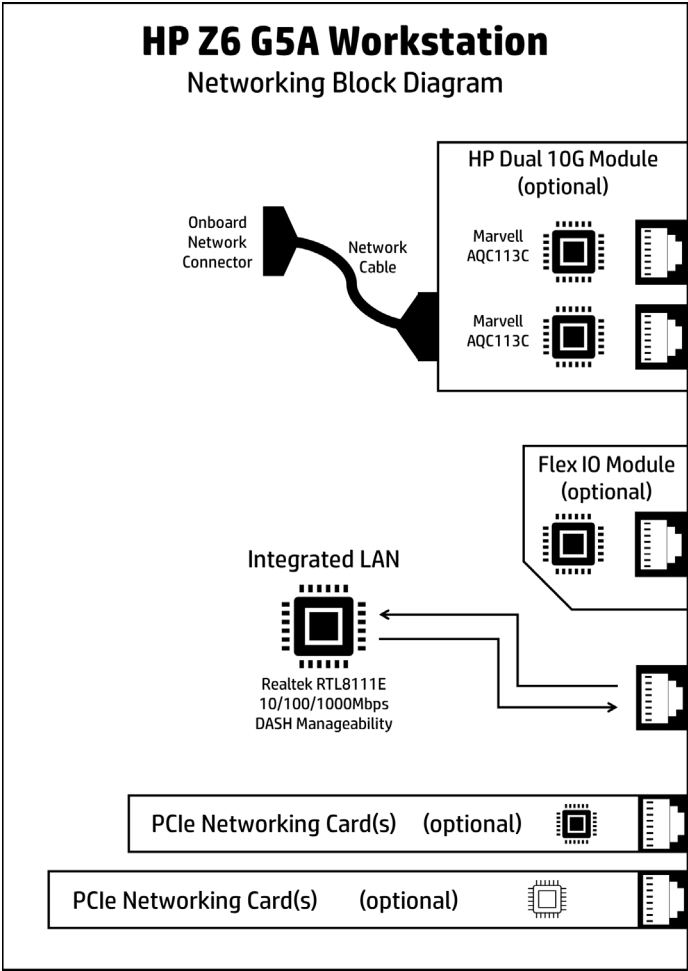 HP Z6 G5A Workstation
Networking Block Diagram
HP Dual 10G Module
(optional)
Onboard
Network
Connector
Network
Cable
Marvell
AQC113C
Marvell
AQC113C
Flex IO Module
(optional)
Integrated LAN
Realtek RTL8111E
10/100/1000Mbps
DASH Manageability
PCIe Networking Card(s) (optional)
PCIe Networking Card(s) (optional)